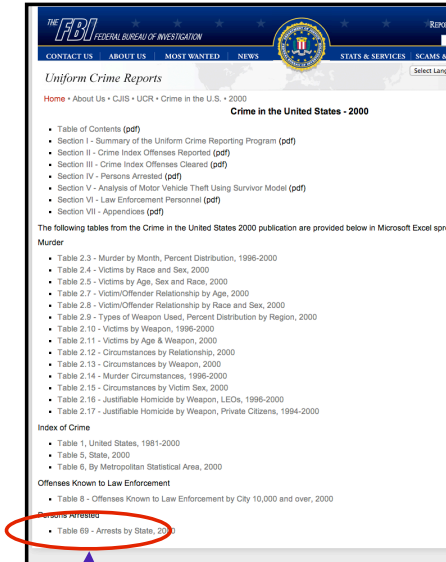 THE FBI FEDERAL BUREAU OF INVESTIGATION
CONTACT US ABOUT US MOST WANTED NEWS STATS & SERVICES SCAMS &
Uniform Crime Reports
Home • About Us • CJIS • UCR • Crime in the U.S. • 2000
Crime in the United States - 2000
Table of Contents (pdf)
Section I - Summary of the Uniform Crime Reporting Program (pdf)
Section II - Crime Index Offenses Reported (pdf)
Section III - Crime Index Offenses Cleared (pdf)
Section IV - Persons Arrested (pdf)
Section V - Analysis of Motor Vehicle Theft Using Survivor Model (pdf)
Section VI - Law Enforcement Personnel (pdf)
Section VII - Appendices (pdf)
The following tables from the Crime in the United States 2000 publication are provided below in Microsoft Excel
Murder
Table 2.3 - Murder by Month, Percent Distribution, 1996-2000
Table 2.4 - Victims by Race and Sex, 2000
Table 2.5 - Victims by Age, Sex and Race, 2000
Table 2.7 - Victim/Offender Relationship by Age, 2000
Table 2.8 - Victim/Offender Relationship by Race and Sex, 2000
Table 2.9 - Types of Weapon Used, Percent Distribution by Region, 2000
Table 2.10 - Victims by Weapon, 1996-2000
Table 2.11 - Victims by Age & Weapon, 2000
Table 2.12 - Circumstances by Relationship, 2000
Table 2.13 - Circumstances by Weapon, 2000
Table 2.14 - Murder Circumstances, 1996-2000
Table 2.15 - Circumstances by Victim Sex, 2000
Table 2.16 - Justifiable Homicide by Weapon, LEOs, 1996-2000
Table 2.17 - Justifiable Homicide by Weapon, Private Citizens, 1994-2000
Index of Crime
Table 1, United States, 1981-2000
Table 5, State, 2000
Table 6, By Metropolitan Statistical Area, 2000
Offenses Known to Law Enforcement
Table 8 - Offenses Known to Law Enforcement by City 10,000 and over, 2000
Persons Arrested
Table 69 - Arrests by State, 2000